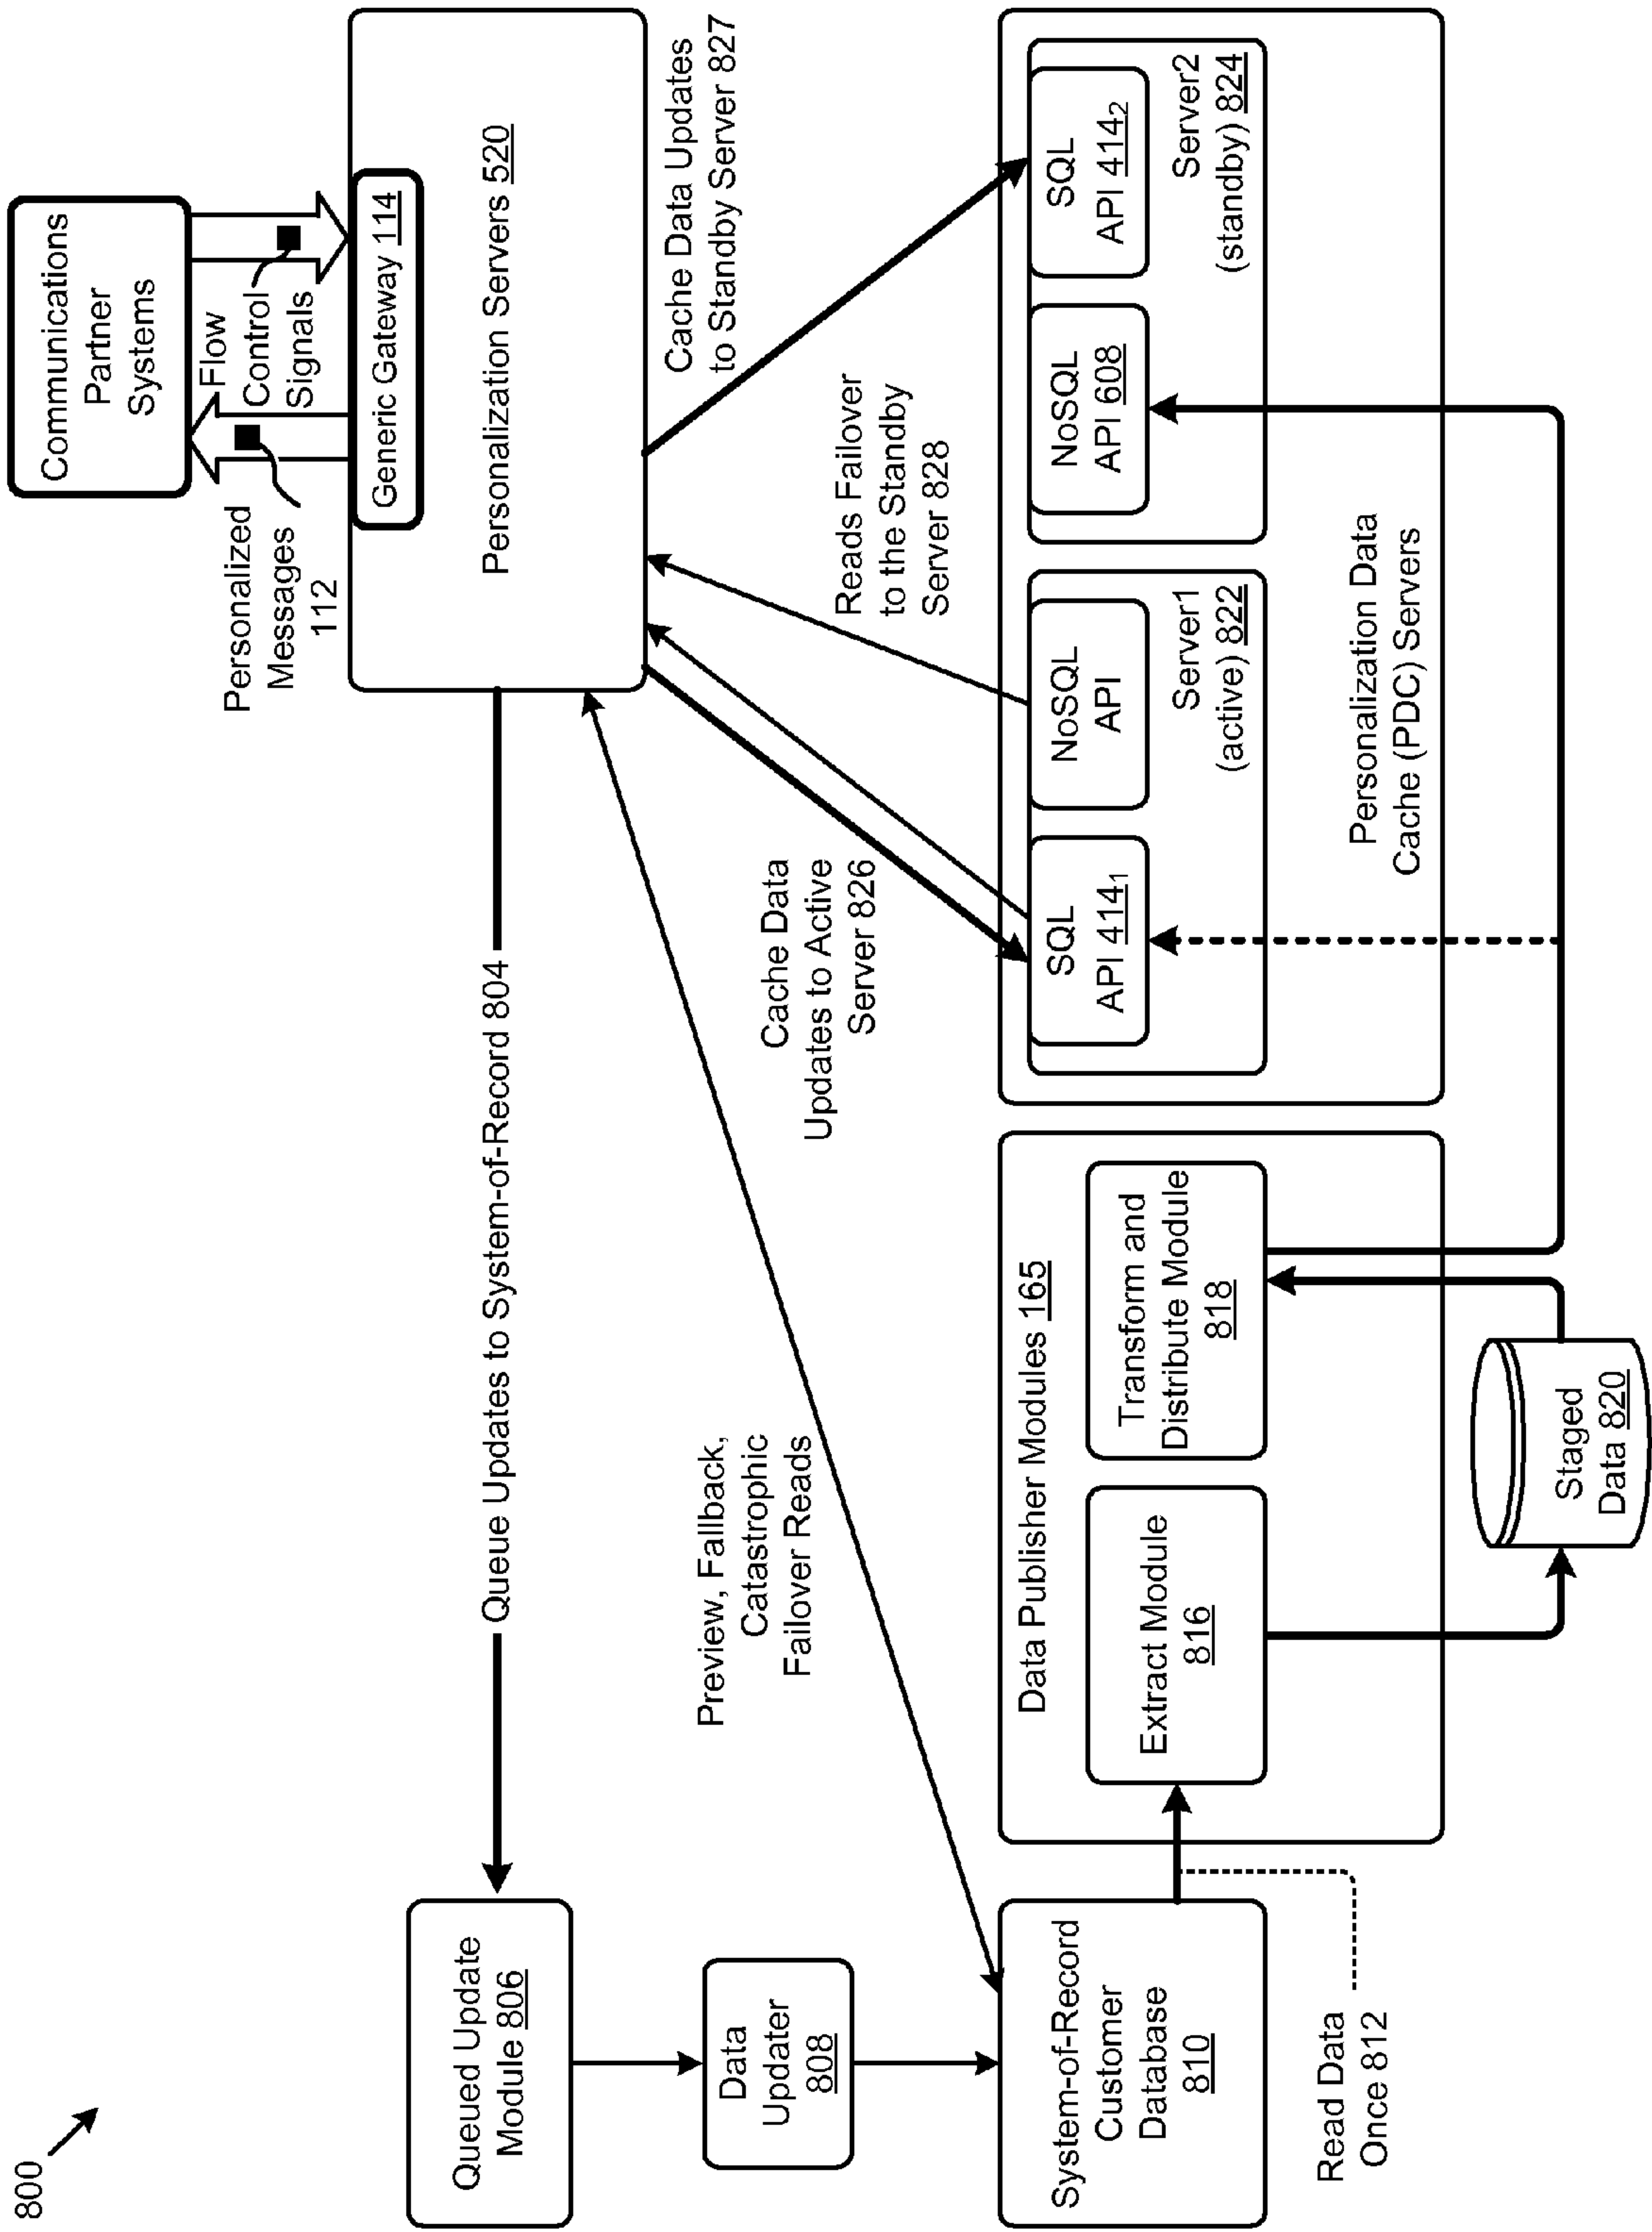 800
Communications
Partner
Systems
Personalized
Messages
112
Flow
Control
Signals
Generic Gateway 114
Personalization Servers 520
Queue Updates to System-of-Record 804
Queued Update
Module 806
Data
Updater
808
System-of-Record
Customer
Database
810
Read Data
Once 812
Preview, Fallback,
Catastrophic
Failover Reads
Cache Data
Updates to Active
Server 826
Reads Failover
to the Standby
Server 828
Cache Data Updates
to Standby Server 827
Data Publisher Modules 165
Extract Module
816
Transform and
Distribute Module
818
Staged
Data 820
SQL
API 414₁
NoSQL
API
Server1
(active) 822
NoSQL
API 608
SQL
API 414₂
Server2
(standby) 824
Personalization Data
Cache (PDC) Servers